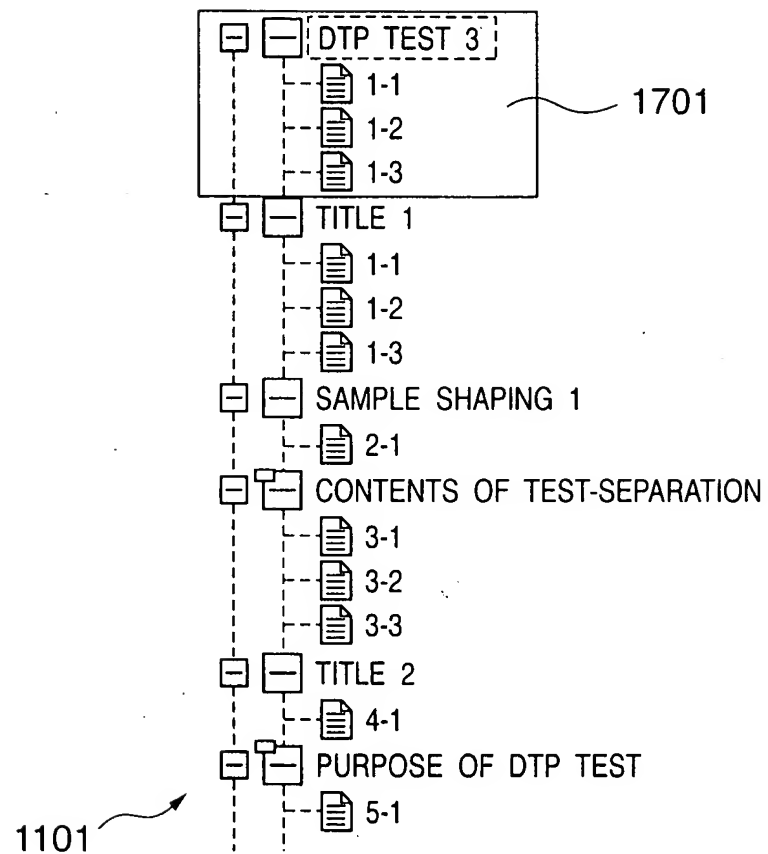 DTP TEST 3
1-1
1701
1-2
1-3
TITLE 1
1-1
1-2
1-3
SAMPLE SHAPING 1
2-1
CONTENTS OF TEST-SEPARATION
3-1
3-2
3-3
TITLE 2
4-1
PURPOSE OF DTP TEST
5-1
1101